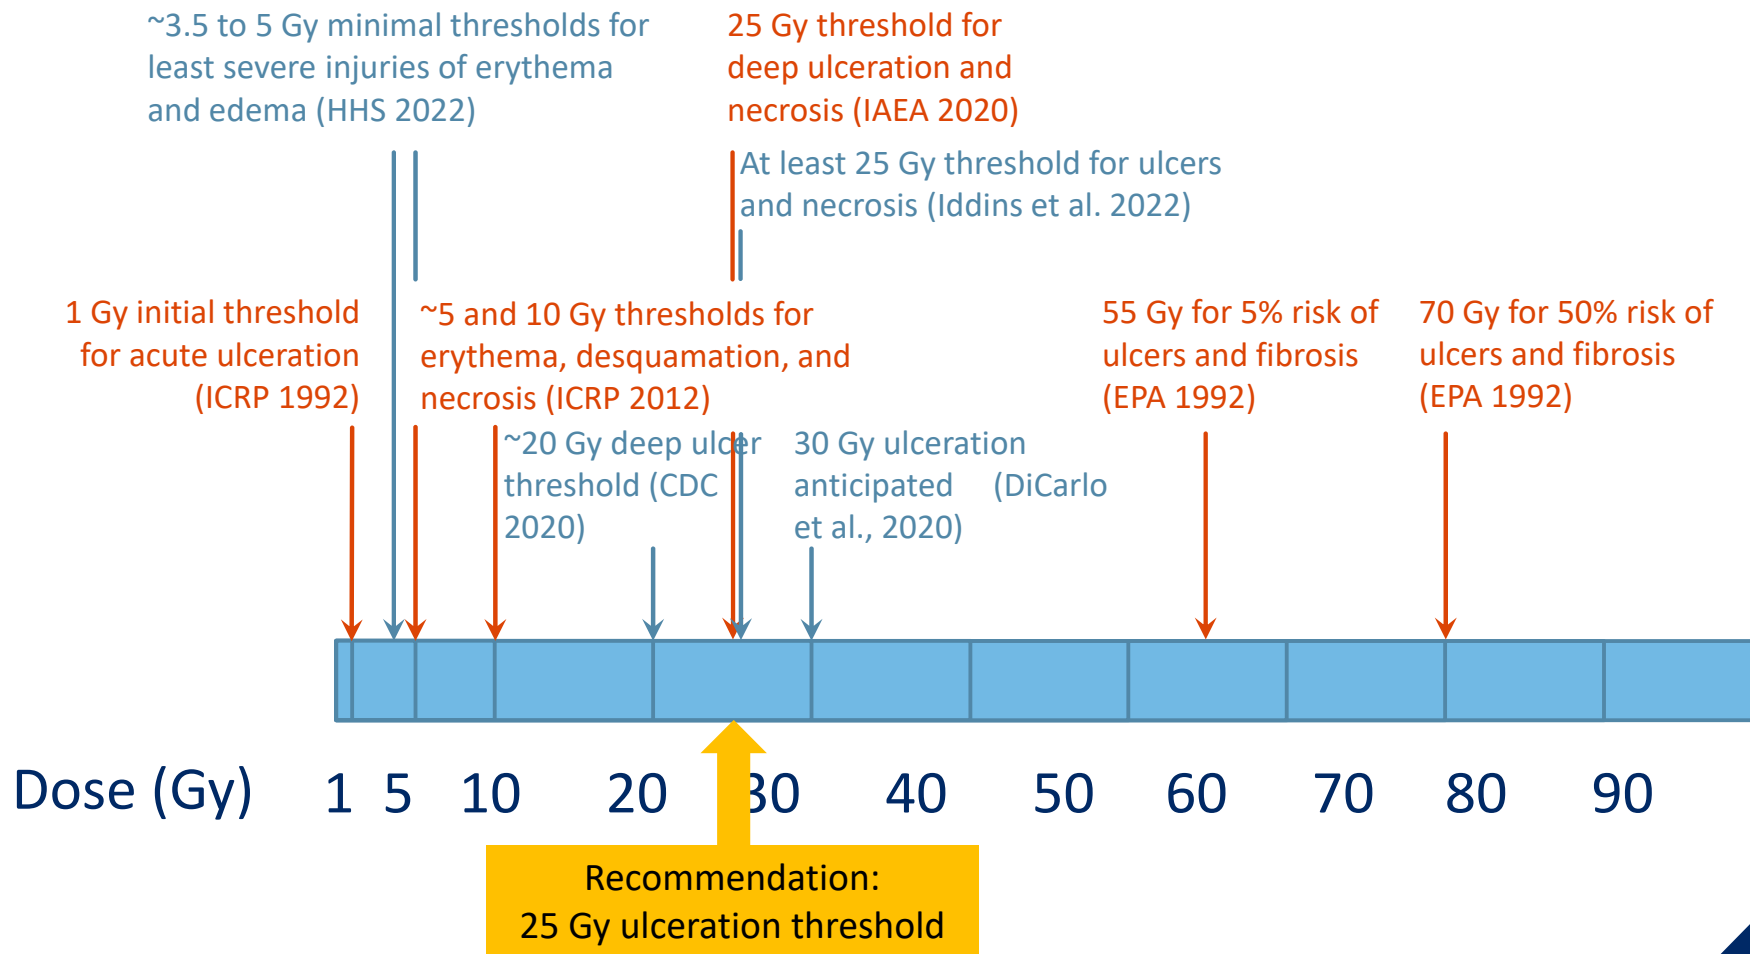 ~3.5 to 5 Gy minimal thresholds for
least severe injuries of erythema
and edema (HHS 2022)
25 Gy threshold for
deep ulceration and
necrosis (IAEA 2020)
At least 25 Gy threshold for ulcers
and necrosis (Iddins et al. 2022)
1 Gy initial threshold
for acute ulceration
(ICRP 1992)
~5 and 10 Gy thresholds for
erythema, desquamation, and
necrosis (ICRP 2012)
55 Gy for 5% risk of
ulcers and fibrosis
(EPA 1992)
70 Gy for 50% risk of
ulcers and fibrosis
(EPA 1992)
~20 Gy deep ulcer
threshold (CDC
2020)
30 Gy ulceration
anticipated (DiCarlo
et al., 2020)
Dose (Gy) 1 5 10 20 30 40 50 60 70 80 90
Recommendation:
25 Gy ulceration threshold